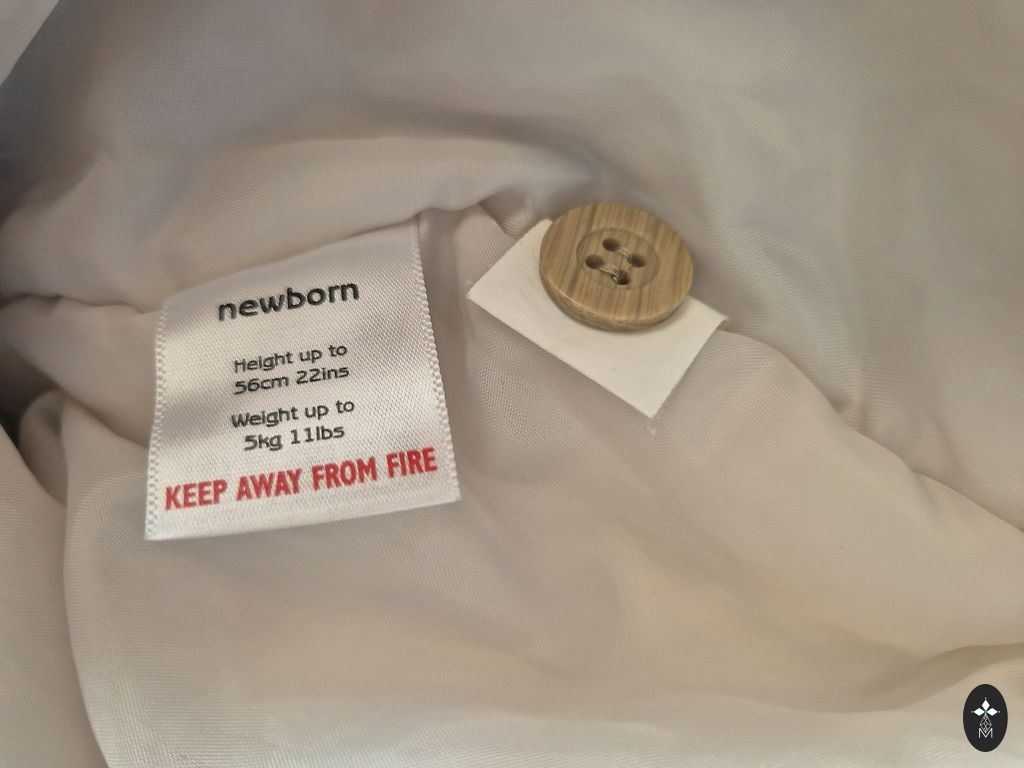 newborn
Height up to
56cm 22ins
Weight up to
5kg 11lbs
KEEP AWAY FROM FIRE